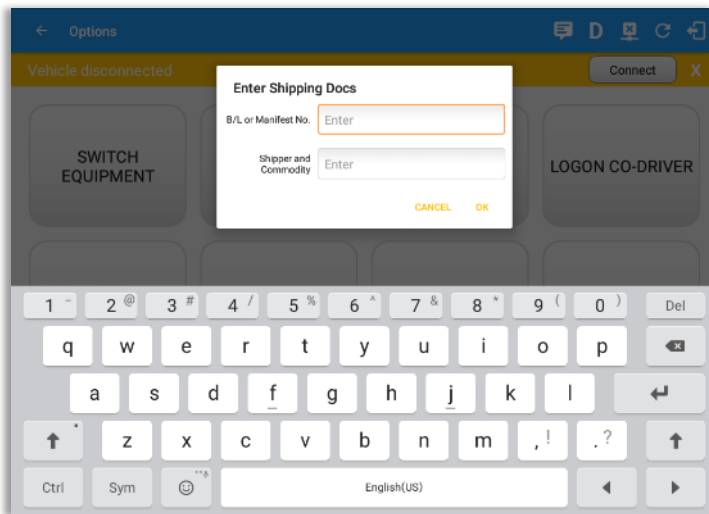 Options
D
Vehicle disconnected
Connect X
Enter Shipping Docs
B/L or Manifest No. Enter
Shipper and
Commodity Enter
CANCEL OK
SWITCH
EQUIPMENT
LOGON CO-DRIVER
1 - 2 @ 3 # 4 / 5 % 6 ^ 7 & 8 * 9 ( 0 ) Del
q w e r t y u i o p
a s d f g h j k l
z x c v b n m , ! . ?
Ctrl Sym English(US)